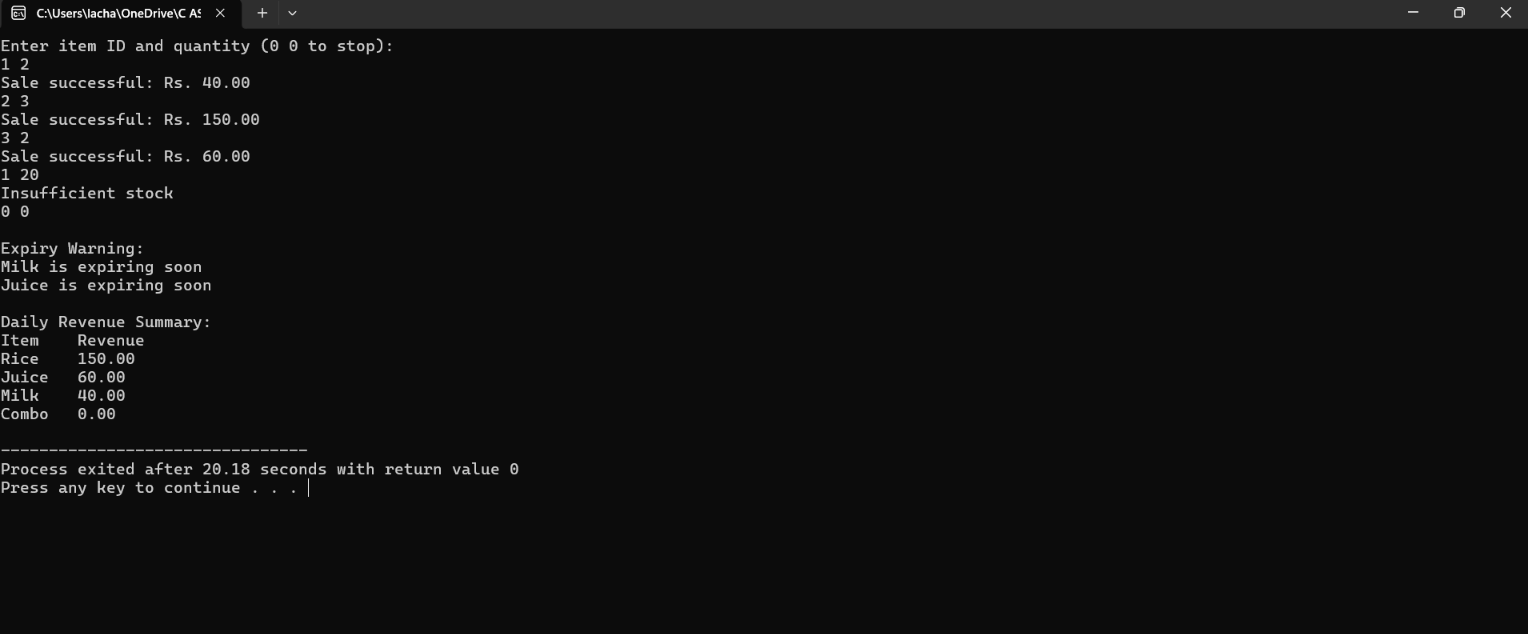 C:\Users\lacha\OneDrive\C AS
Enter item ID and quantity (0 0 to stop):
1 2
Sale successful: Rs. 40.00
2 3
Sale successful: Rs. 150.00
3 2
Sale successful: Rs. 60.00
1 20
Insufficient stock
0 0
Expiry Warning:
Milk is expiring soon
Juice is expiring soon
Daily Revenue Summary:
Item    Revenue
Rice    150.00
Juice   60.00
Milk    40.00
Combo   0.00
--------------------------------
Process exited after 20.18 seconds with return value 0
Press any key to continue . . .